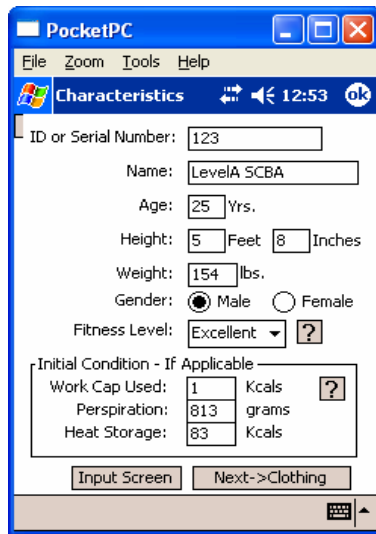 PocketPC
File Zoom Tools Help
Characteristics 12:53 ok
ID or Serial Number: 123
Name: LevelA SCBA
Age: 25 Yrs.
Height: 5 Feet 8 Inches
Weight: 154 lbs.
Gender: Male Female
Fitness Level: Excellent ?
Initial Condition - If Applicable
Work Cap Used: 1 Kcals ?
Perspiration: 813 grams
Heat Storage: 83 Kcals
Input Screen Next->Clothing